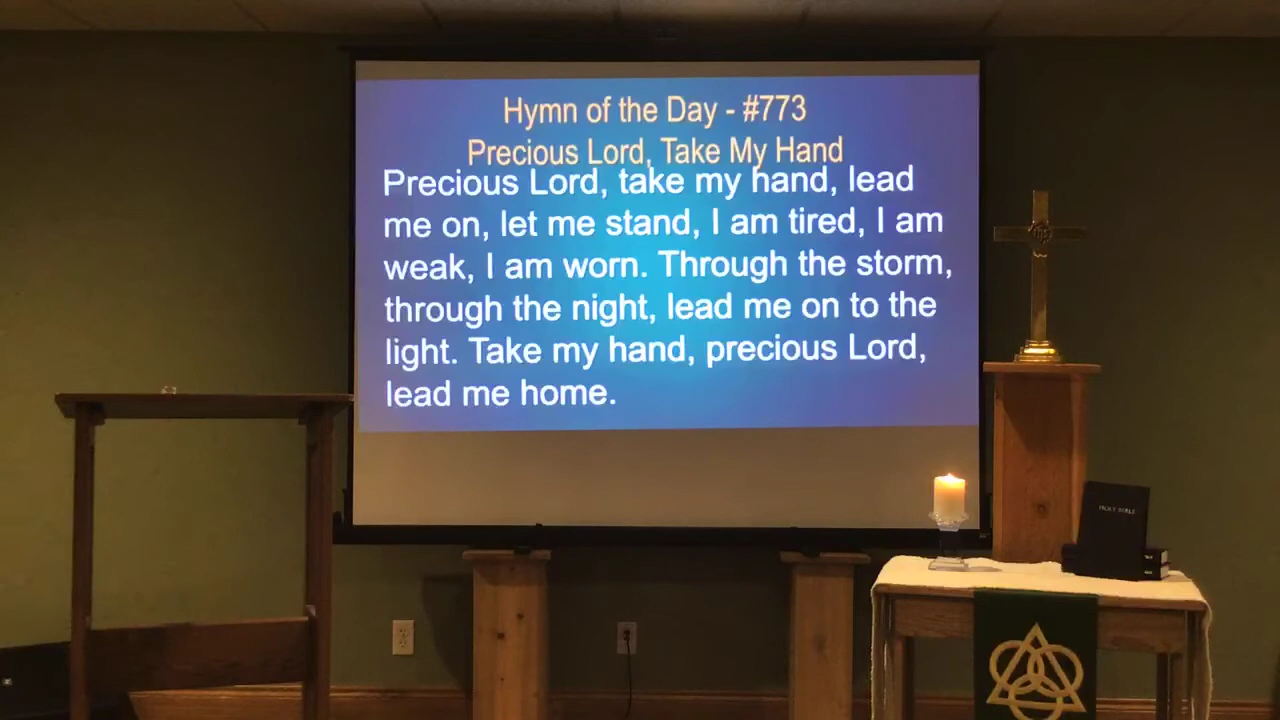 Hymn of the Day - #773
Precious Lord, Take My Hand
Precious Lord, take my hand, lead
me on, let me stand, I am tired, I am
weak, I am worn. Through the storm,
through the night, lead me on to the
light. Take my hand, precious Lord,
lead me home.
HOLY BIBLE